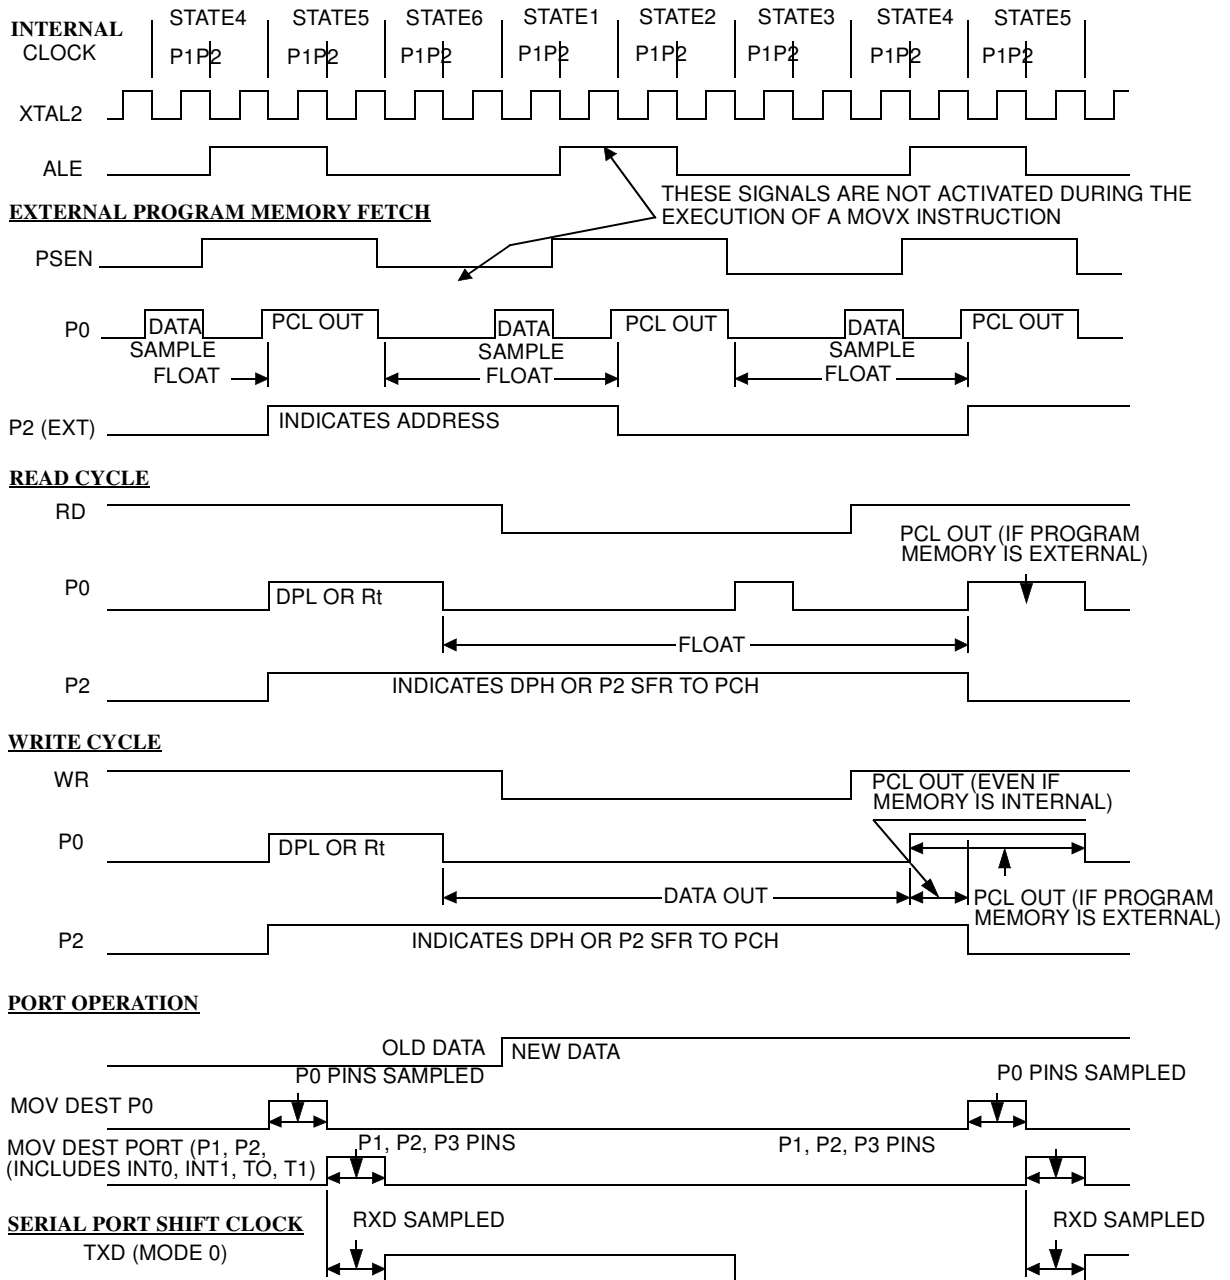 INTERNAL
CLOCK
STATE4 STATE5 STATE6 STATE1 STATE2 STATE3 STATE4 STATE5
P1P2 P1P2 P1P2 P1P2 P1P2 P1P2 P1P2 P1P2
XTAL2
ALE
THESE SIGNALS ARE NOT ACTIVATED DURING THE
EXECUTION OF A MOVX INSTRUCTION
EXTERNAL PROGRAM MEMORY FETCH
PSEN
P0 DATA PCL OUT DATA PCL OUT DATA PCL OUT
SAMPLE SAMPLE SAMPLE
FLOAT FLOAT FLOAT
P2 (EXT) INDICATES ADDRESS
READ CYCLE
RD
PCL OUT (IF PROGRAM
MEMORY IS EXTERNAL)
P0 DPL OR Rt
FLOAT
P2 INDICATES DPH OR P2 SFR TO PCH
WRITE CYCLE
WR
PCL OUT (EVEN IF
MEMORY IS INTERNAL)
P0 DPL OR Rt
DATA OUT
PCL OUT (IF PROGRAM
MEMORY IS EXTERNAL)
P2 INDICATES DPH OR P2 SFR TO PCH
PORT OPERATION
OLD DATA NEW DATA
P0 PINS SAMPLED P0 PINS SAMPLED
MOV DEST P0
MOV DEST PORT (P1, P2,
(INCLUDES INT0, INT1, TO, T1)
P1, P2, P3 PINS P1, P2, P3 PINS
SERIAL PORT SHIFT CLOCK
RXD SAMPLED RXD SAMPLED
TXD (MODE 0)